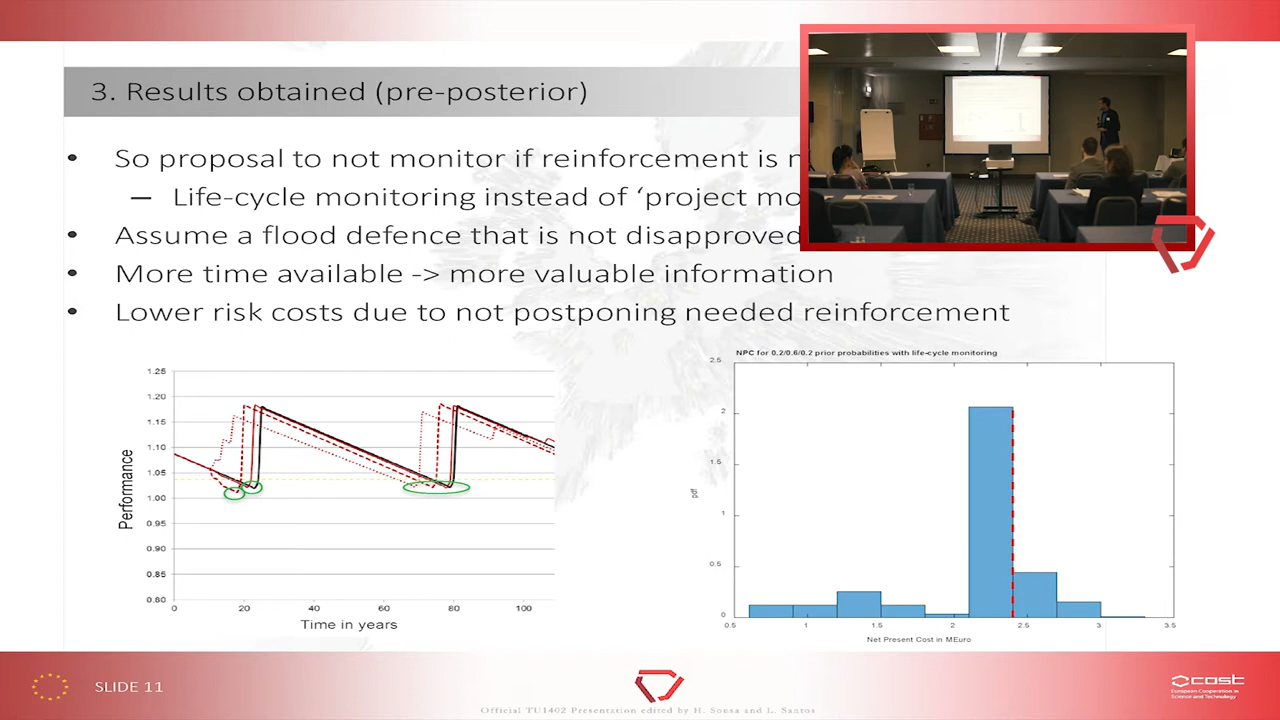 3. Results obtained (pre-posterior)
• So proposal to not monitor if reinforcement is
— Life-cycle monitoring instead of ‘project mo
• Assume a flood defence that is not disapproved
• More time available -> more valuable information
• Lower risk costs due to not postponing needed reinforcement
1.25
1.20
1.15
1.10
1.05
1.00
0.95
0.90
0.85
0.80
Performance
0 20 40 60 80 100
Time in years
NPC for 0.2/0.6/0.2 prior probabilities with life-cycle monitoring
2.5
2
1.5
1
0.5
0
pdf
0.5 1 1.5 2 2.5 3 3.5
Net Present Cost in MEuro
SLIDE 11
cost
European Cooperation in
Science and Technology
Official TU1402 Presentation edited by H. Sousa and L. Santos